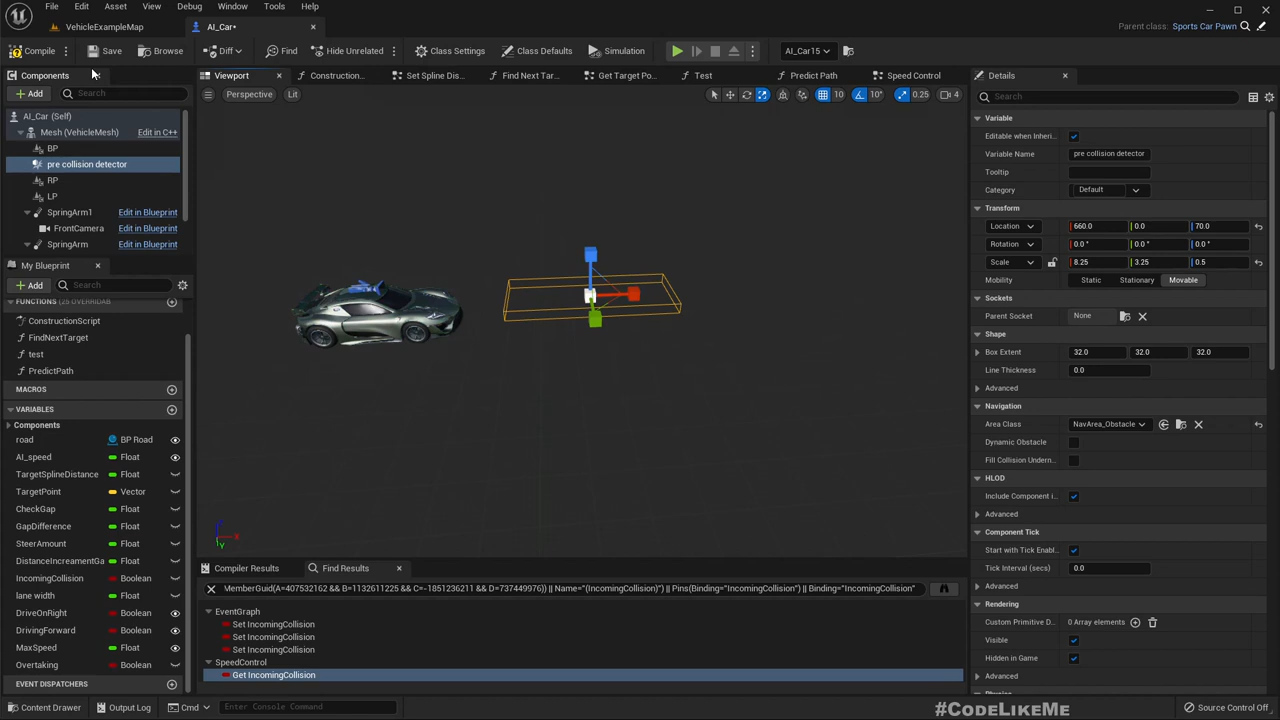 File Edit Asset View Debug Window Tools Help
VehicleExampleMap
AI_Car•
Parent class: Sports Car Pawn
Compile Save Browse Diff Find Hide Unrelated Class Settings Class Defaults Simulation AI_Car15
Components
Add Search
AI_Car (Self)
Mesh (VehicleMesh) Edit in C++
BP
pre collision detector
RP
LP
SpringArm1 Edit in Blueprint
FrontCamera Edit in Blueprint
SpringArm Edit in Blueprint
My Blueprint
Add Search
FUNCTIONS (25 OVERRIDAB
ConstructionScript
FindNextTarget
test
PredictPath
MACROS
VARIABLES
Components
road BP Road
AI_speed Float
TargetSplineDistance Float
TargetPoint Vector
CheckGap Float
GapDifference Float
SteerAmount Float
DistanceIncreamentGa Float
IncomingCollision Boolean
lane width Float
DriveOnRight Boolean
DrivingForward Boolean
MaxSpeed Float
Overtaking Boolean
EVENT DISPATCHERS
Viewport Construction... Set Spline Dis... Find Next Tar... Get Target Po... Test Predict Path Speed Control
Perspective Lit
10 10° 0.25 4
Compiler Results Find Results
MemberGuid(A=407532162 && B=1132611225 && C=-1851236211 && D=737449976)) || Name="(IncomingCollision)") || Pins(Binding="IncomingCollision") || Binding="IncomingCollision"
EventGraph
Set IncomingCollision
Set IncomingCollision
Set IncomingCollision
SpeedControl
Get IncomingCollision
Details
Search
Variable
Editable when Inheri...
Variable Name pre collision detector
Tooltip
Category Default
Transform
Location 660.0 0.0 70.0
Rotation 0.0 ° 0.0 ° 0.0 °
Scale 8.25 3.25 0.5
Mobility Static Stationary Movable
Sockets
Parent Socket None
Shape
Box Extent 32.0 32.0 32.0
Line Thickness 0.0
Advanced
Navigation
Area Class NavArea_Obstacle
Dynamic Obstacle
Fill Collision Undern...
HLOD
Include Component i...
Advanced
Component Tick
Start with Tick Enabl...
Tick Interval (secs) 0.0
Advanced
Rendering
Custom Primitive D... 0 Array elements
Visible
Hidden in Game
Advanced
Physics
Content Drawer Output Log Cmd Enter Console Command
Source Control Off
#CODELIKEME